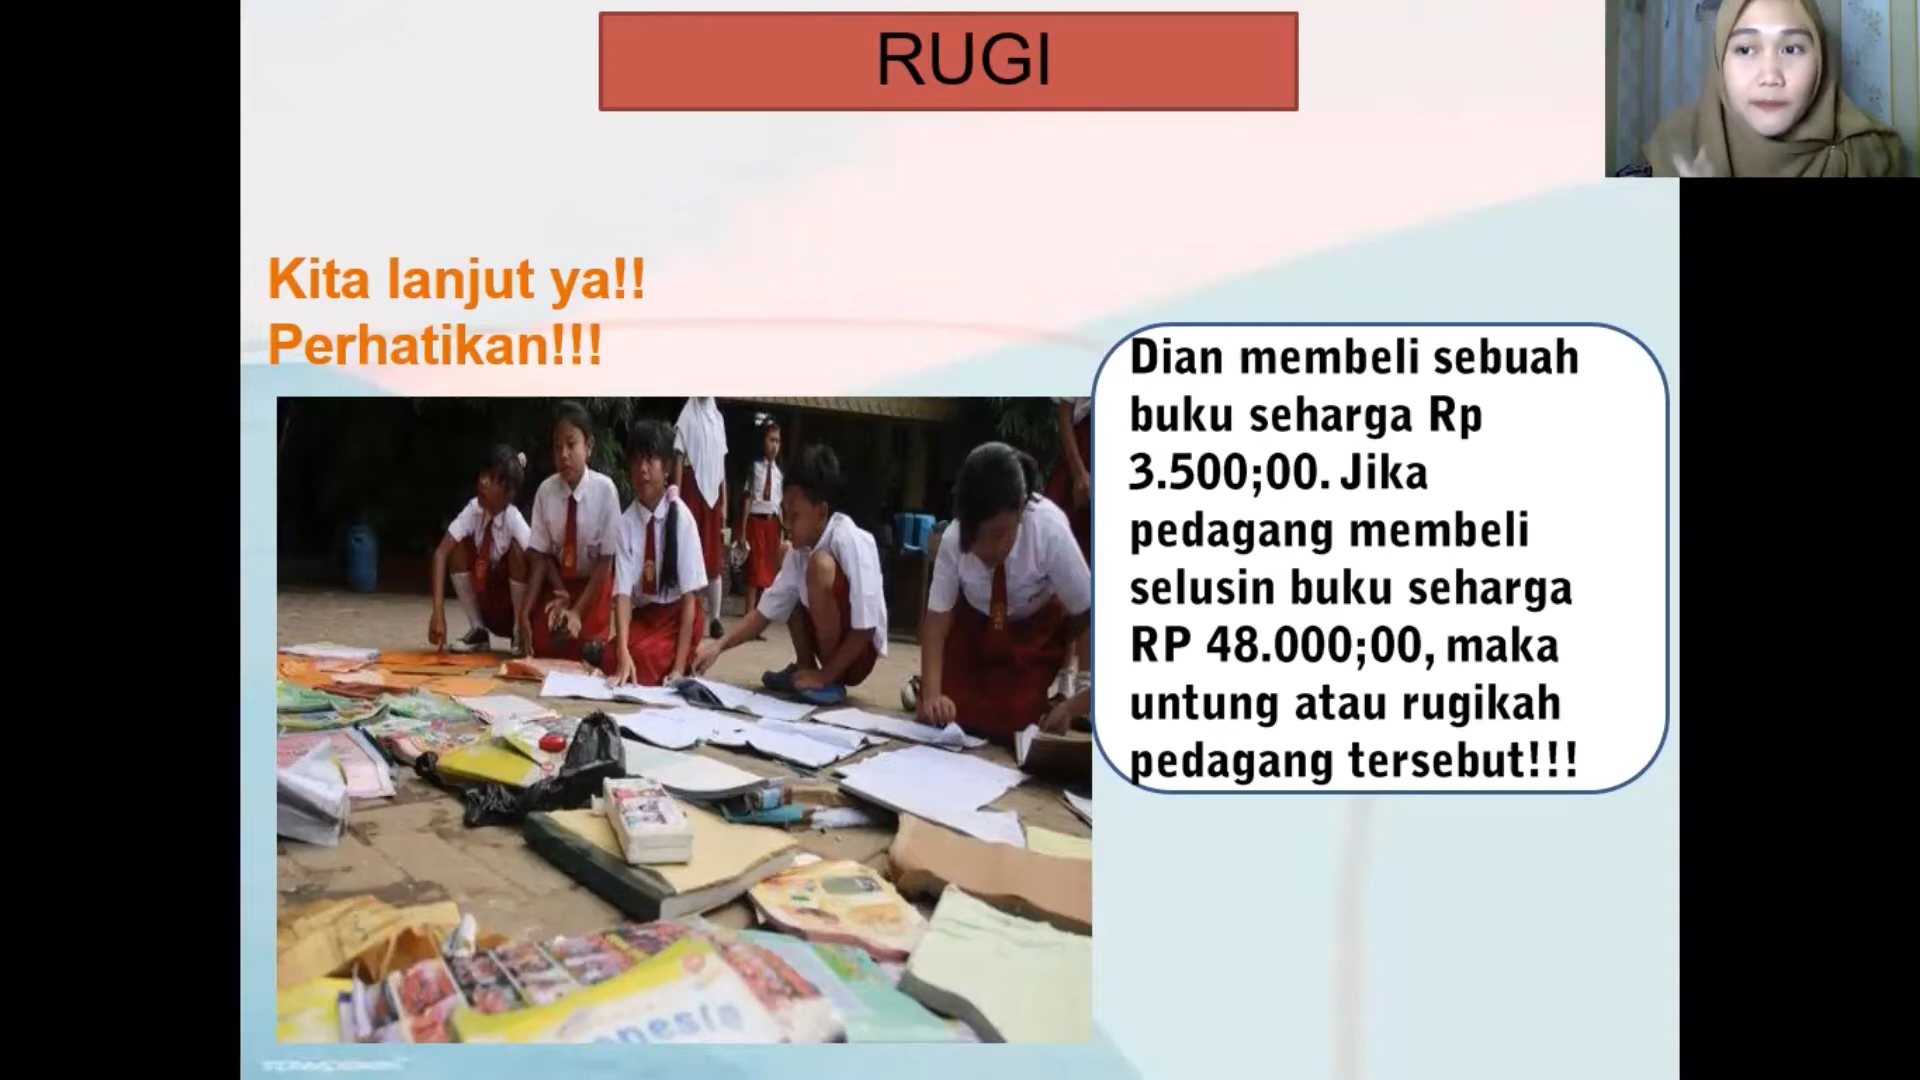 RUGI
Kita lanjut ya!!
Perhatikan!!!
Dian membeli sebuah
buku seharga Rp
3.500;00. Jika
pedagang membeli
selusin buku seharga
RP 48.000;00, maka
untung atau rugikah
pedagang tersebut!!!